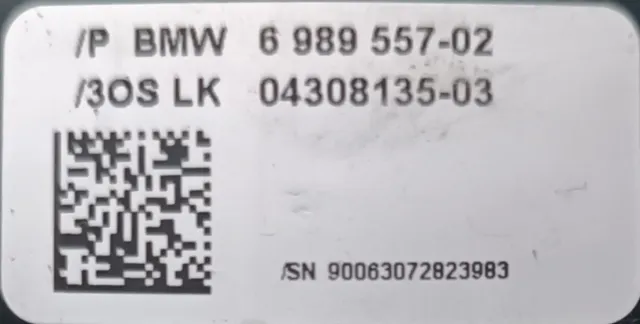 /P BMW 6 989 557-02
/3OS LK 04308135-03
/SN 90063072823983